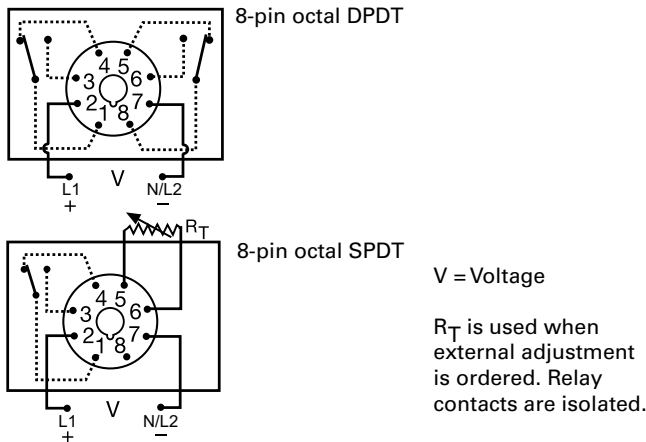 8-pin octal DPDT
4 5
3 6
2 7
1 8
L1 V N/L2
+ –
RT
8-pin octal SPDT
4 5
3 6
2 7
1 8
L1 V N/L2
+ –
V = Voltage
RT is used when
external adjustment
is ordered. Relay
contacts are isolated.